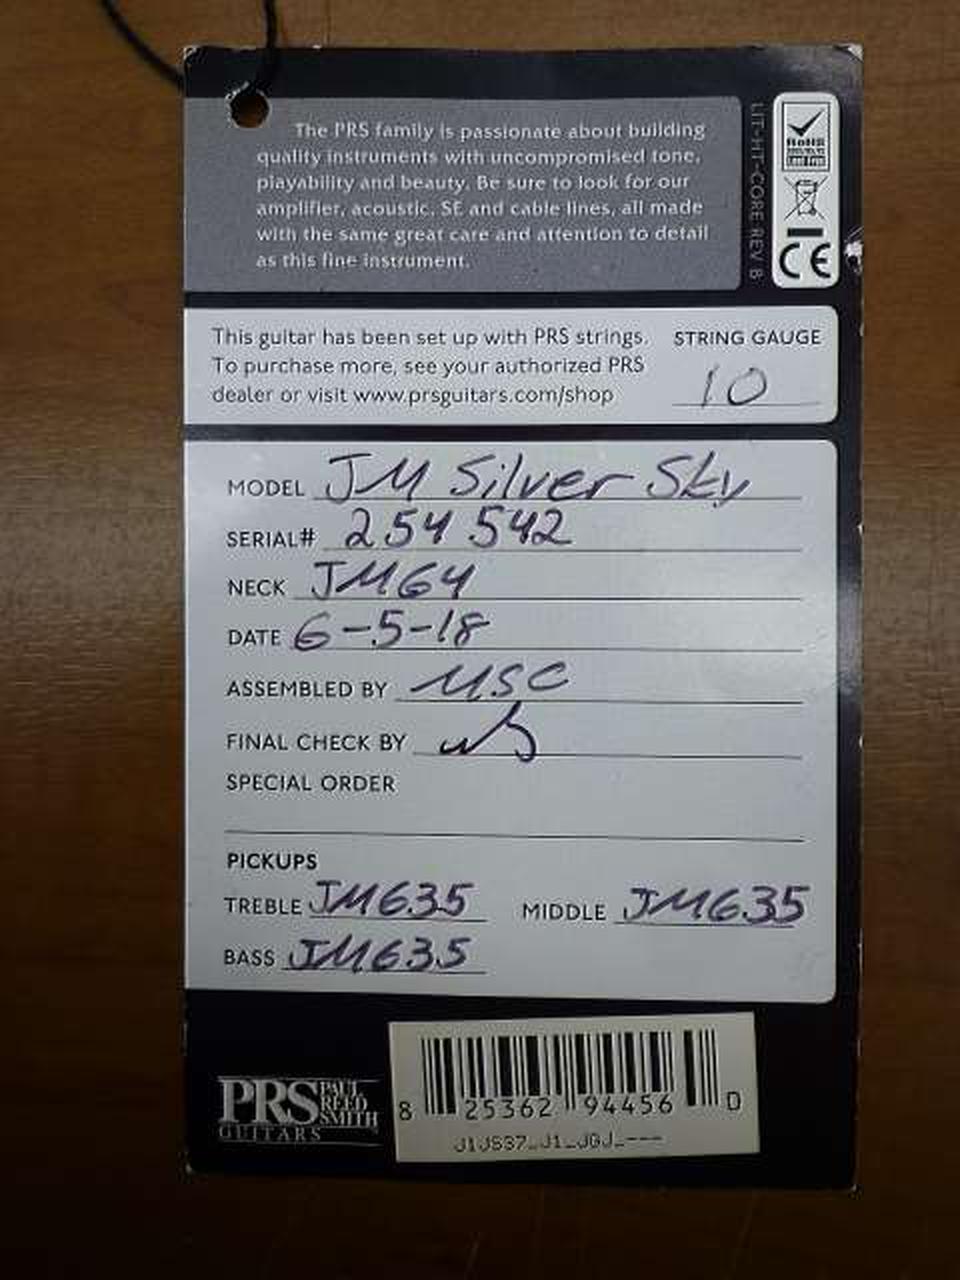 The PRS family is passionate about building
quality instruments with uncompromised tone,
playability and beauty. Be sure to look for our
amplifier, acoustic, SE and cable lines, all made
with the same great care and attention to detail
as this fine instrument.
LIT-HT-CORE REV B
RoHS
Lead Free
CE
This guitar has been set up with PRS strings.
To purchase more, see your authorized PRS
dealer or visit www.prsguitars.com/shop
STRING GAUGE
10
MODEL JM Silver Sky
SERIAL# 254542
NECK JM64
DATE 6-5-18
ASSEMBLED BY MSC
FINAL CHECK BY
SPECIAL ORDER
PICKUPS
TREBLE JM635 MIDDLE JM635
BASS JM635
PRS PAUL REED SMITH
GUITARS
8 25362 94456 0
J1JS37_J1_JGJ_---